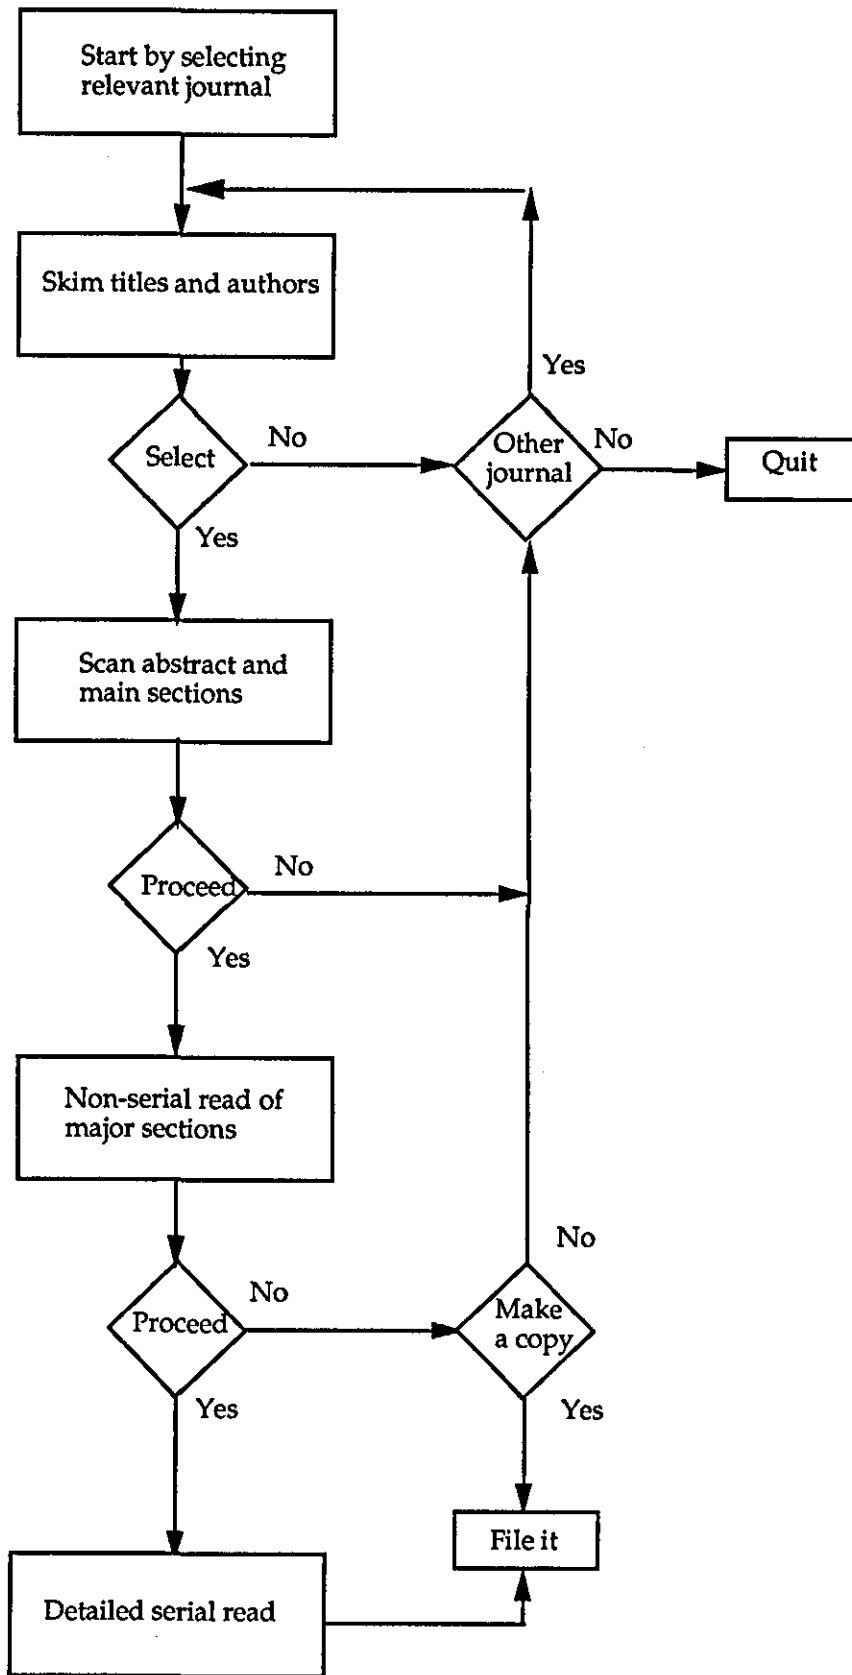 Start by selecting
relevant journal
Skim titles and authors
Yes
Select
No
Other
journal
No
Quit
Yes
Scan abstract and
main sections
Proceed
No
Yes
Non-serial read of
major sections
No
Proceed
No
Make
a copy
Yes
Yes
File it
Detailed serial read